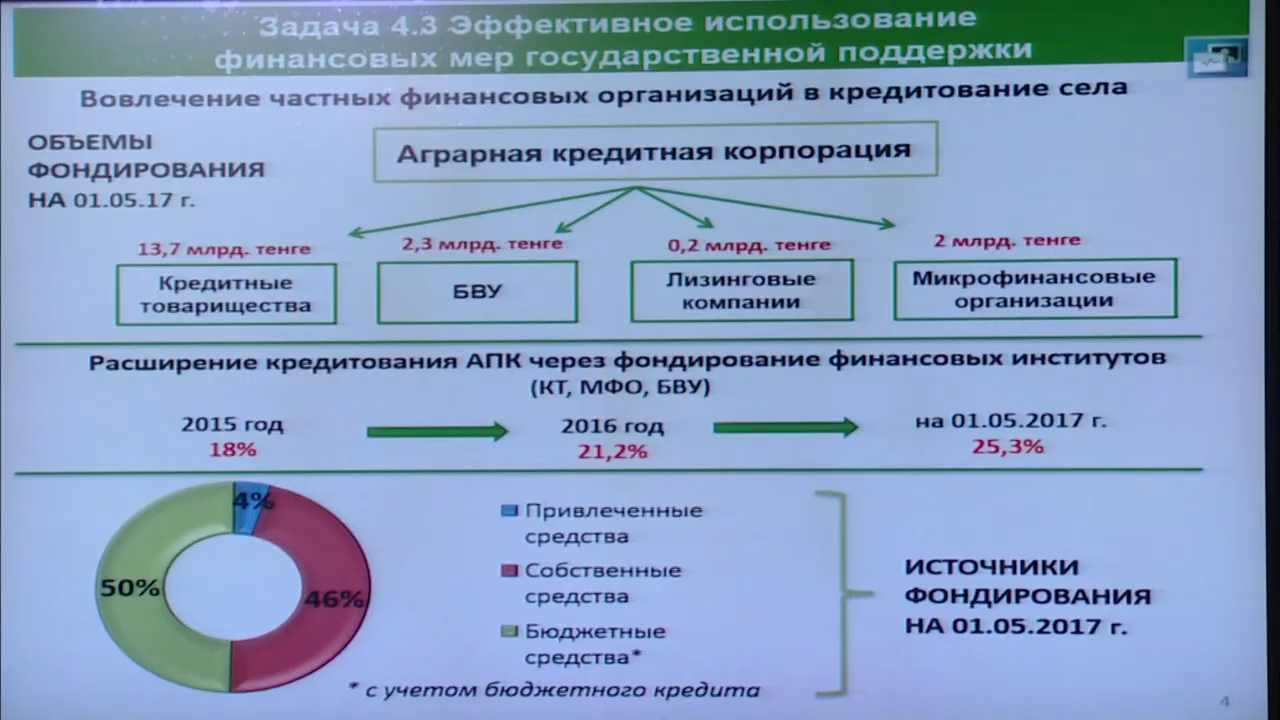 Задача 4.3 Эффективное использование
финансовых мер государственной поддержки
Вовлечение частных финансовых организаций в кредитование села
ОБЪЕМЫ
ФОНДИРОВАНИЯ
НА 01.05.17 г.
Аграрная кредитная корпорация
13,7 млрд. тенге
2,3 млрд. тенге
0,2 млрд. тенге
2 млрд. тенге
Кредитные
товарищества
БВУ
Лизинговые
компании
Микрофинансовые
организации
Расширение кредитования АПК через фондирование финансовых институтов
(КТ, МФО, БВУ)
2015 год
18%
2016 год
21,2%
на 01.05.2017 г.
25,3%
4%
50%
46%
Привлеченные
средства
Собственные
средства
Бюджетные
средства*
* с учетом бюджетного кредита
ИСТОЧНИКИ
ФОНДИРОВАНИЯ
НА 01.05.2017 г.
4